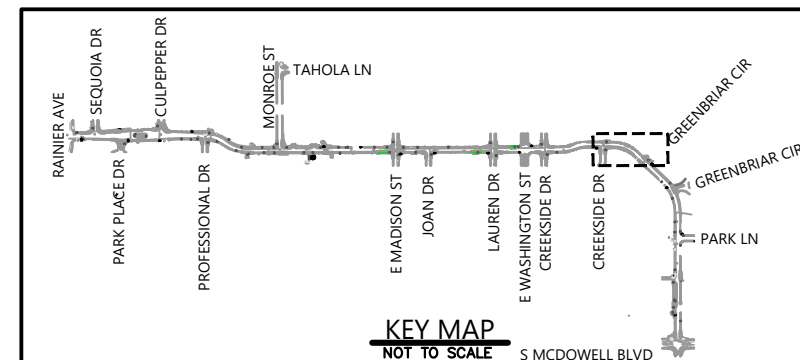 RAINIER AVE
SEQUOIA DR
PARK PLACE DR
CULPEPPER DR
PROFESSIONAL DR
MONROE ST
TAHOLA LN
E MADISON ST
JOAN DR
LAUREN DR
E WASHINGTON ST
CREEKSIDE DR
CREEKSIDE DR
GREENBRIAR CIR
GREENBRIAR CIR
PARK LN
S MCDOWELL BLVD
KEY MAP
NOT TO SCALE